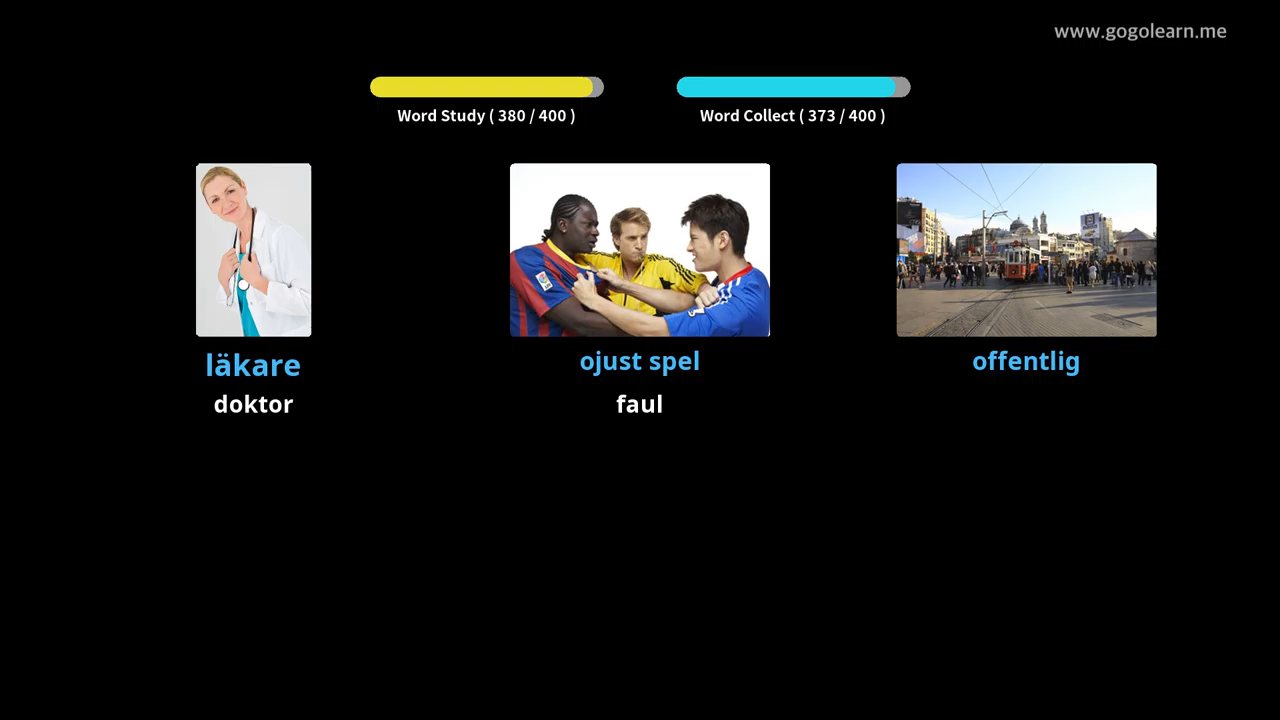 www.gogolearn.me
Word Study ( 380 / 400 )
Word Collect ( 373 / 400 )
läkare
ojust spel
offentlig
doktor
faul